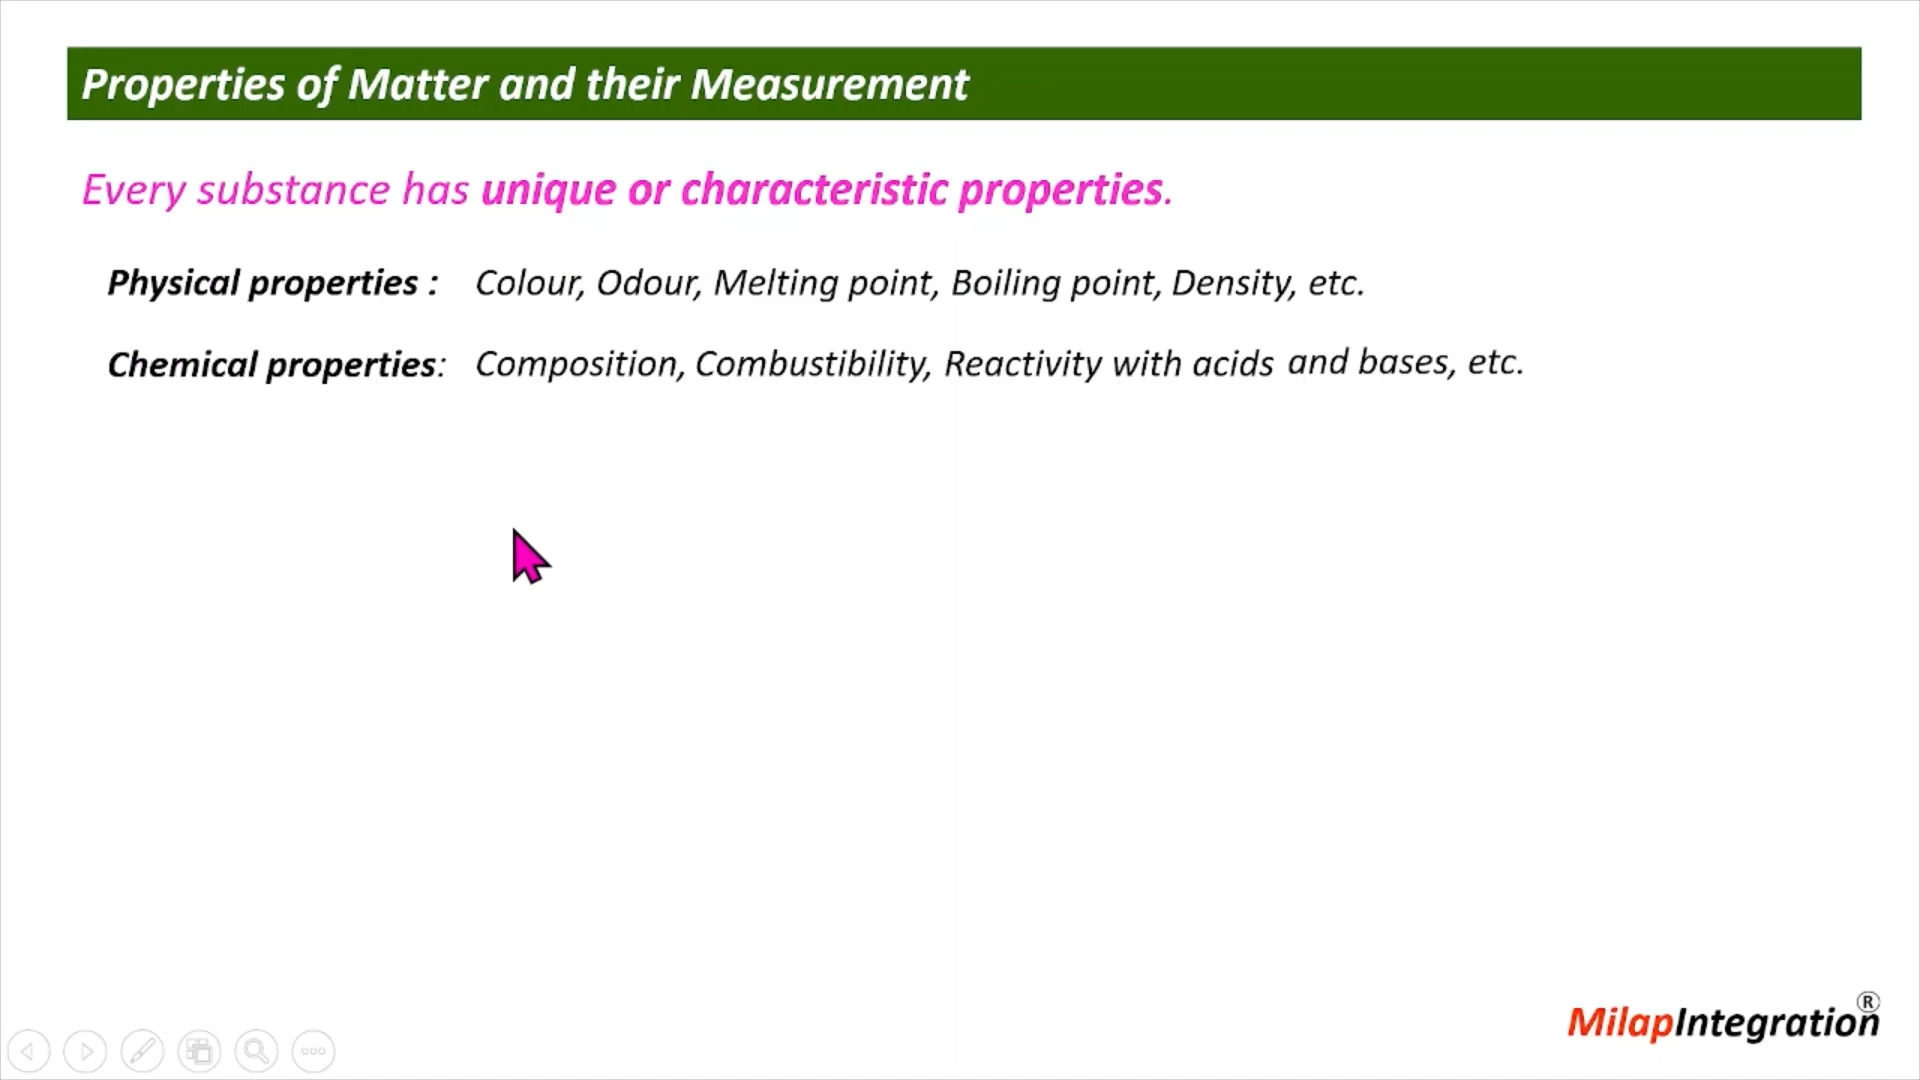 Properties of Matter and their Measurement
Every substance has unique or characteristic properties.
Physical properties : Colour, Odour, Melting point, Boiling point, Density, etc.
Chemical properties: Composition, Combustibility, Reactivity with acids and bases, etc.
MilapIntegration®